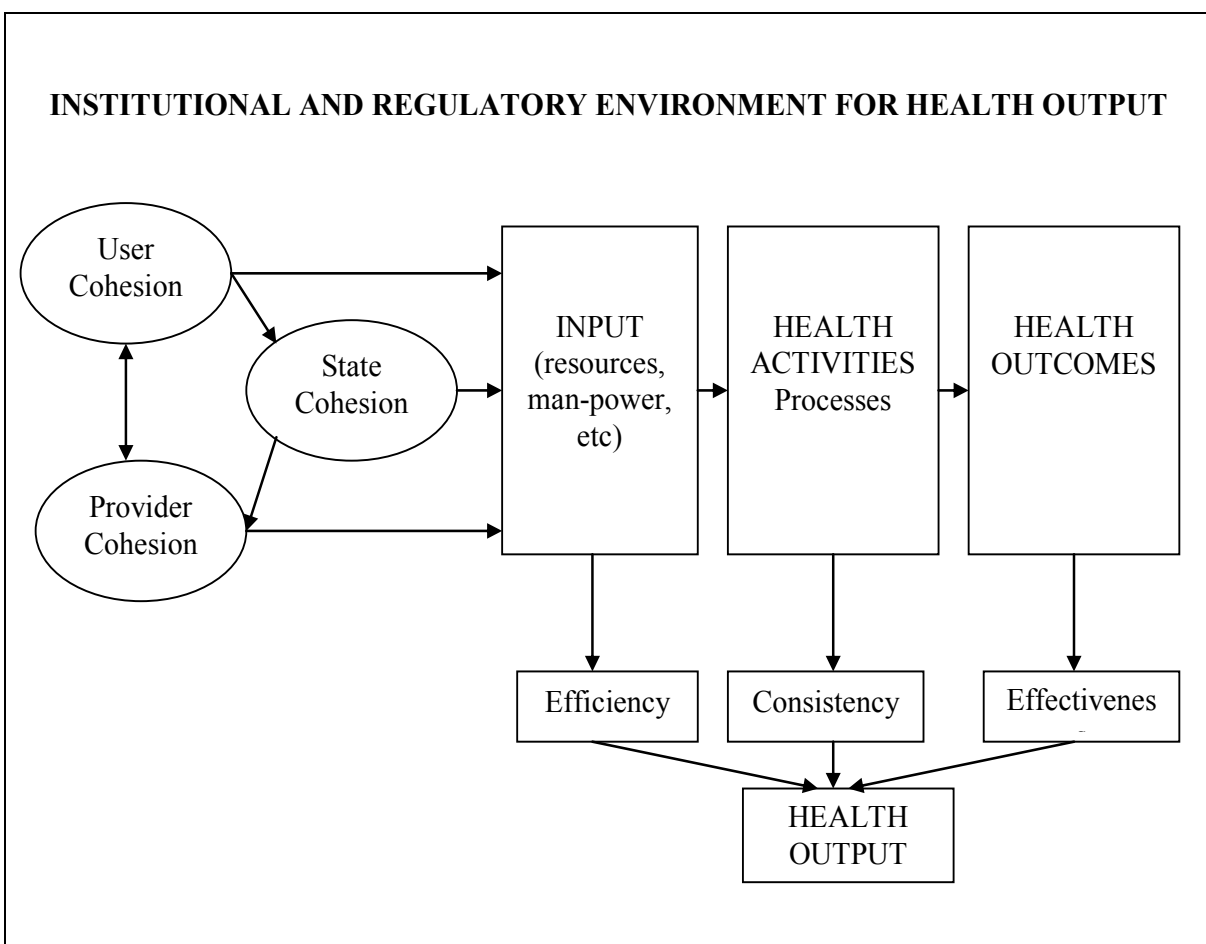 INSTITUTIONAL AND REGULATORY ENVIRONMENT FOR HEALTH OUTPUT
User
Cohesion
State
Cohesion
Provider
Cohesion
INPUT
(resources,
man-power,
etc)
HEALTH
ACTIVITIES
Processes
HEALTH
OUTCOMES
Efficiency
Consistency
Effectivenes
HEALTH
OUTPUT